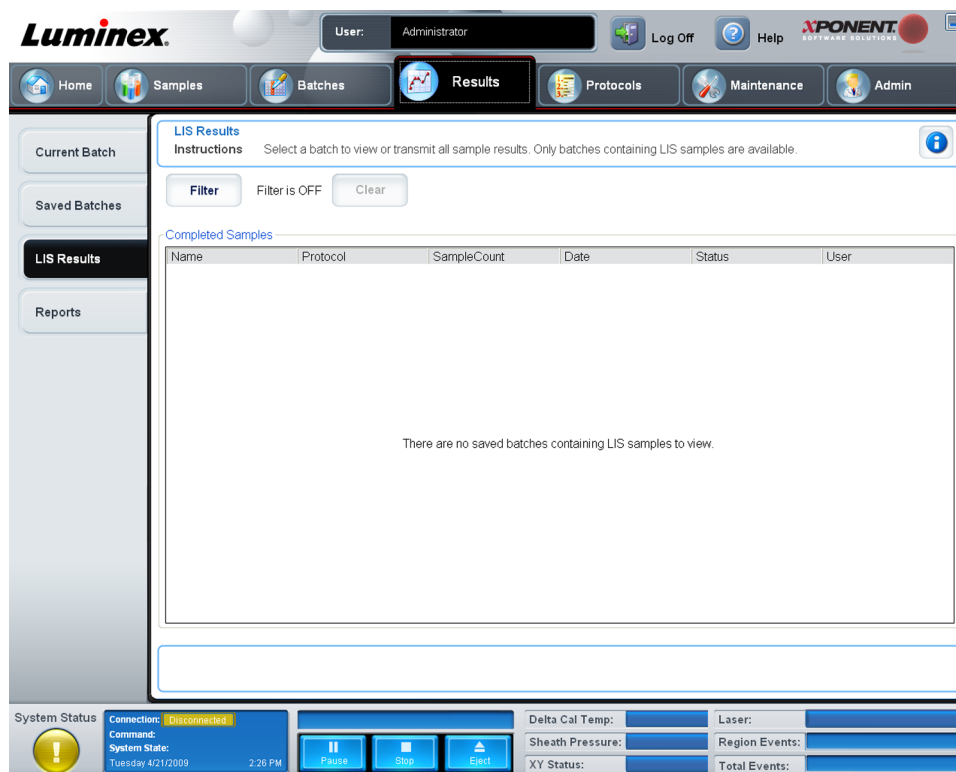 Luminex.
User: Administrator
Log Off
Help
XPONENT.
SOFTWARE SOLUTIONS
Home
Samples
Batches
Results
Protocols
Maintenance
Admin
Current Batch
Saved Batches
LIS Results
Reports
LIS Results
Instructions Select a batch to view or transmit all sample results. Only batches containing LIS samples are available.
Filter
Filter is OFF
Clear
Completed Samples
Name Protocol SampleCount Date Status User
There are no saved batches containing LIS samples to view.
System Status
Connection: Disconnected
Command:
System State:
Tuesday 4/21/2009 2:26 PM
Pause
Stop
Eject
Delta Cal Temp:
Sheath Pressure:
XY Status:
Laser:
Region Events:
Total Events: